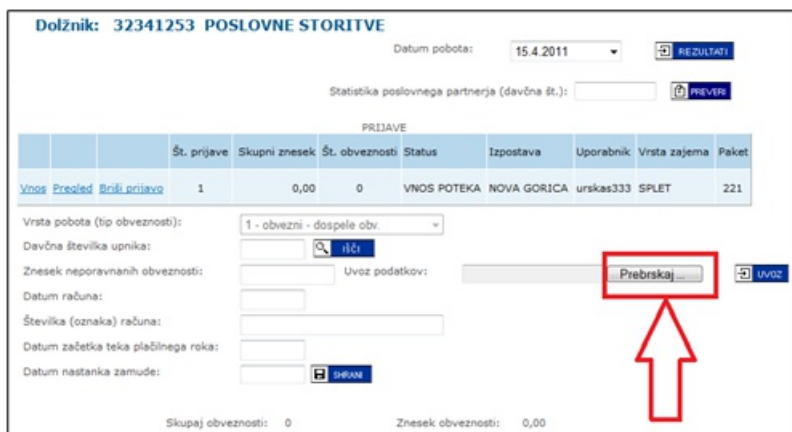 Dolžnik: 32341253 POSLOVNE STORITVE
Datum pobota: 15.4.2011 REZULTATI
Statistika poslovnega partnerja (davčna št.): PREVERI
PRIJAVE
Št. prijave Skupni znesek Št. obveznosti Status Izpostava Uporabnik Vrsta zajema Paket
Vnos Pregled Briši prijavo 1 0,00 0 VNOS POTEKA NOVA GORICA urskas333 SPLET 221
Vrsta pobota (tip obveznosti): 1 - obvezni - dospele obv.
Davčna številka upnika: IŠČI
Znesek neporavnanih obveznosti: Uvoz podatkov: Prebrskaj... UVOZ
Datum računa:
Številka (oznaka) računa:
Datum začetka teka plačilnega roka:
Datum nastanka zamude: SHRANI
Skupaj obveznosti: 0 Znesek obveznosti: 0,00